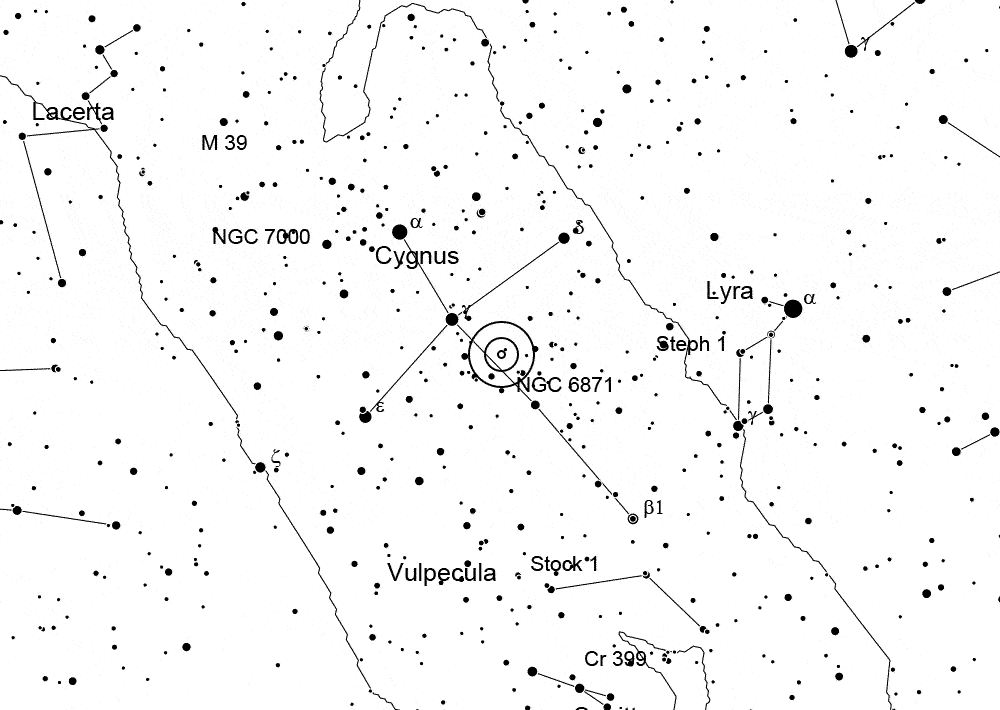 γ
Lacerta
M 39
α
NGC 7000
δ
Cygnus
Lyra
α
γ
Steph 1
NGC 6871
ε
γ
ζ
β1
Stock 1
Vulpecula
Cr 399